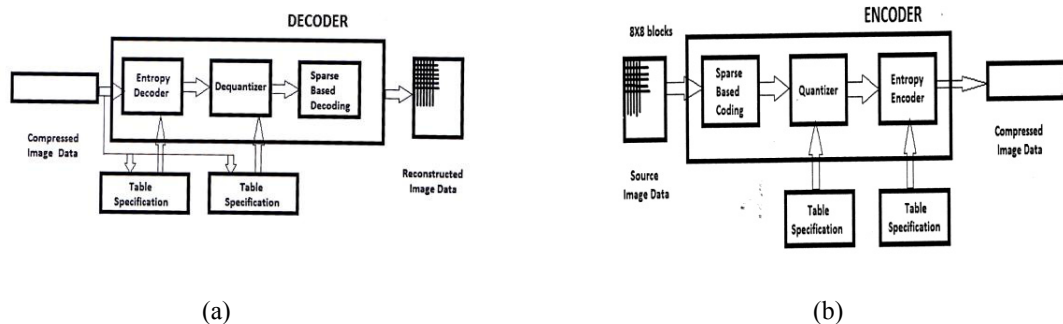 DECODER
Entropy
Decoder
Dequantizer
Sparse
Based
Decoding
Compressed
Image Data
Table
Specification
Table
Specification
Reconstructed
Image Data
(a)
ENCODER
8X8 blocks
Sparse
Based
Coding
Quantizer
Entropy
Encoder
Source
Image Data
Compressed
Image Data
Table
Specification
Table
Specification
(b)